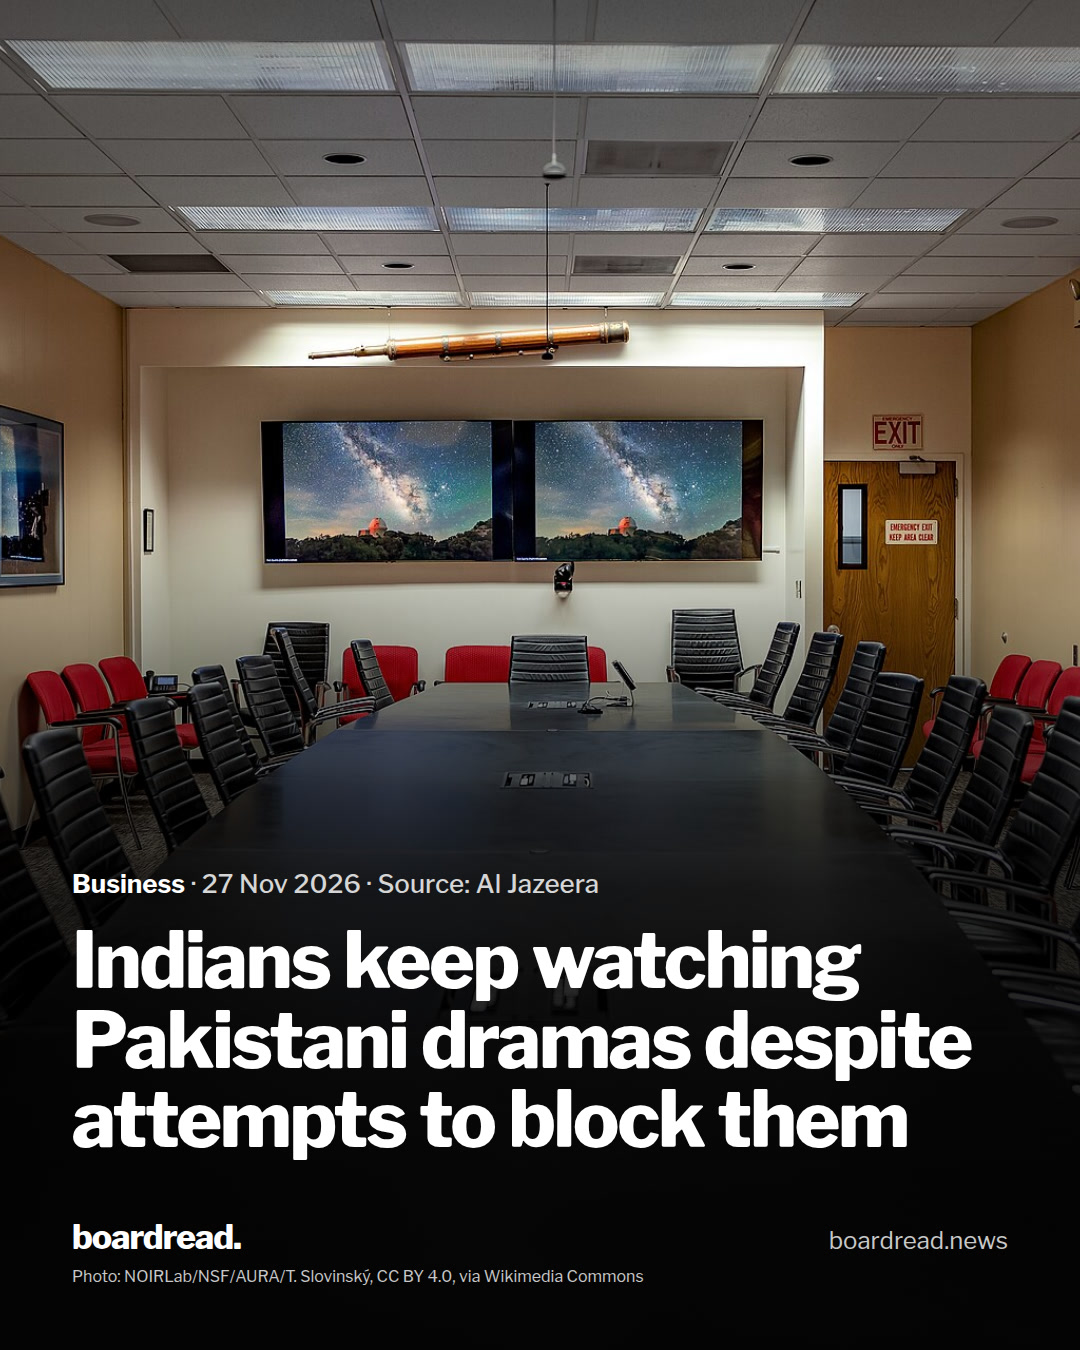 EMERGENCY
EXIT
ONLY
EMERGENCY EXIT
KEEP AREA CLEAR
Business · 27 Nov 2026 · Source: Al Jazeera
Indians keep watching
Pakistani dramas despite
attempts to block them
boardread.
boardread.news
Photo: NOIRLab/NSF/AURA/T. Slovinský, CC BY 4.0, via Wikimedia Commons